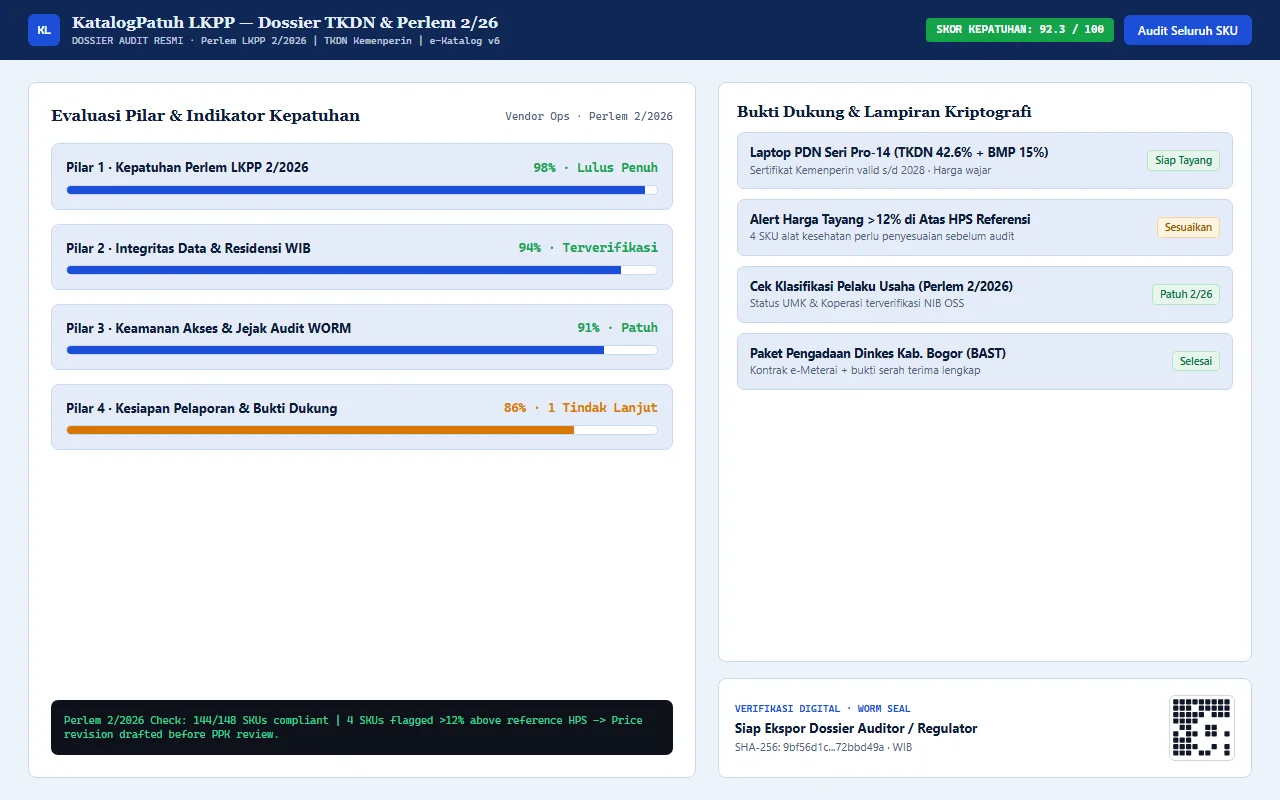 KL
KatalogPatuh LKPP — Dossier TKDN & Perlem 2/26
DOSSIER AUDIT RESMI · Perlem LKPP 2/2026 | TKDN Kemenperin | e-Katalog v6
SKOR KEPATUHAN: 92.3 / 100
Audit Seluruh SKU
Evaluasi Pilar & Indikator Kepatuhan
Vendor Ops · Perlem 2/2026
Pilar 1 · Kepatuhan Perlem LKPP 2/2026
98% · Lulus Penuh
Pilar 2 · Integritas Data & Residensi WIB
94% · Terverifikasi
Pilar 3 · Keamanan Akses & Jejak Audit WORM
91% · Patuh
Pilar 4 · Kesiapan Pelaporan & Bukti Dukung
86% · 1 Tindak Lanjut
Perlem 2/2026 Check: 144/148 SKUs compliant | 4 SKUs flagged >12% above reference HPS —> Price
revision drafted before PPK review.
Bukti Dukung & Lampiran Kriptografi
Laptop PDN Seri Pro-14 (TKDN 42.6% + BMP 15%)
Sertifikat Kemenperin valid s/d 2028 · Harga wajar
Siap Tayang
Alert Harga Tayang >12% di Atas HPS Referensi
4 SKU alat kesehatan perlu penyesuaian sebelum audit
Sesuaikan
Cek Klasifikasi Pelaku Usaha (Perlem 2/2026)
Status UMK & Koperasi terverifikasi NIB OSS
Patuh 2/26
Paket Pengadaan Dinkes Kab. Bogor (BAST)
Kontrak e-Meterai + bukti serah terima lengkap
Selesai
VERIFIKASI DIGITAL · WORM SEAL
Siap Ekspor Dossier Auditor / Regulator
SHA-256: 9bf56d1c...72bbd49a · WIB